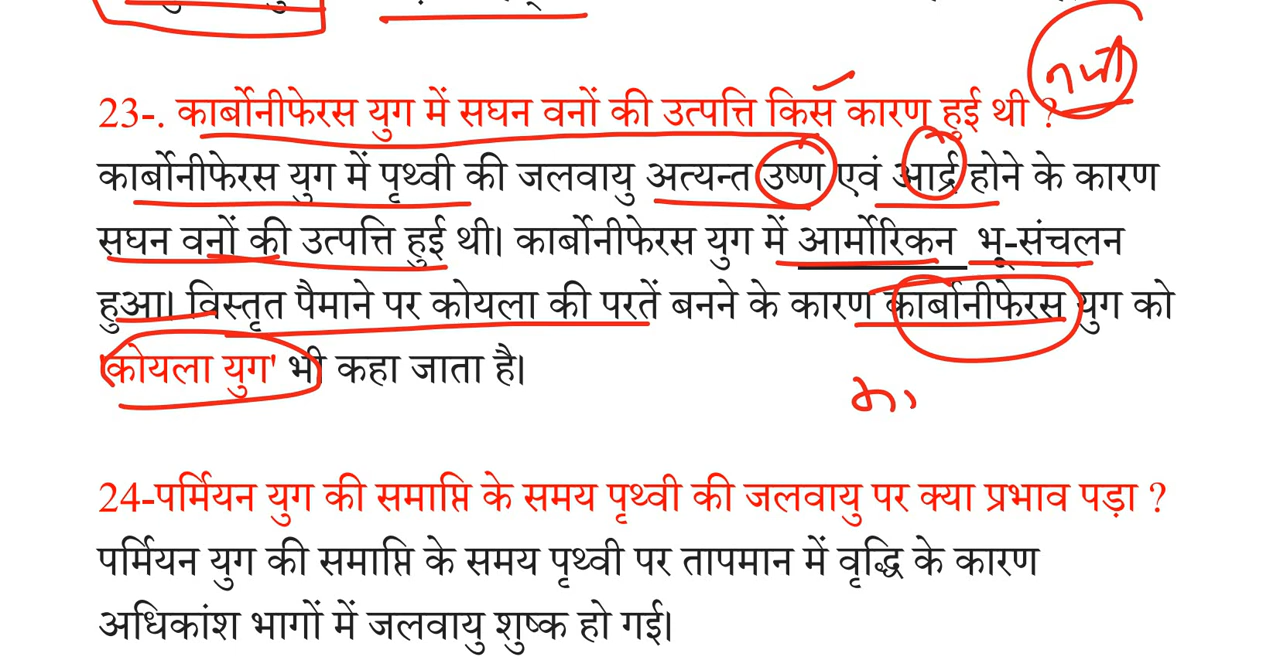 23-. कार्बोनीफेरस युग में सघन वनों की उत्पत्ति किस कारण हुई थी ?
कार्बोनीफेरस युग में पृथ्वी की जलवायु अत्यन्त उष्ण एवं आर्द्र होने के कारण
सघन वनों की उत्पत्ति हुई थी। कार्बोनीफेरस युग में आर्मोरिकन भू-संचलन
हुआ। विस्तृत पैमाने पर कोयला की परतें बनने के कारण कार्बोनीफेरस युग को
'कोयला युग' भी कहा जाता है।
24-पर्मियन युग की समाप्ति के समय पृथ्वी की जलवायु पर क्या प्रभाव पड़ा ?
पर्मियन युग की समाप्ति के समय पृथ्वी पर तापमान में वृद्धि के कारण
अधिकांश भागों में जलवायु शुष्क हो गई।